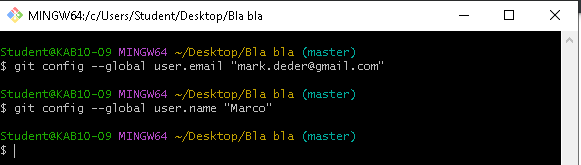 MINGW64:/c/Users/Student/Desktop/Bla bla
Student@KAB10-09 MINGW64 ~/Desktop/Bla bla (master)
$ git config --global user.email "mark.deder@gmail.com"
Student@KAB10-09 MINGW64 ~/Desktop/Bla bla (master)
$ git config --global user.name "Marco"
Student@KAB10-09 MINGW64 ~/Desktop/Bla bla (master)
$